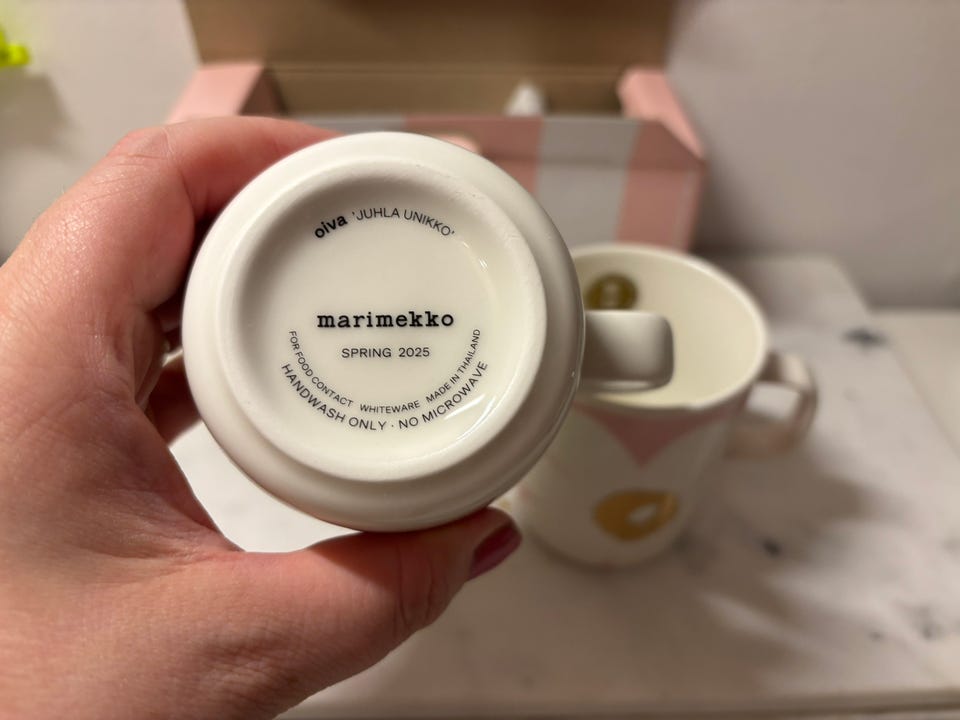 oiva 'JUHLA UNIKKO'
marimekko
SPRING 2025
FOR FOOD CONTACT WHITEWARE MADE IN THAILAND
HANDWASH ONLY · NO MICROWAVE